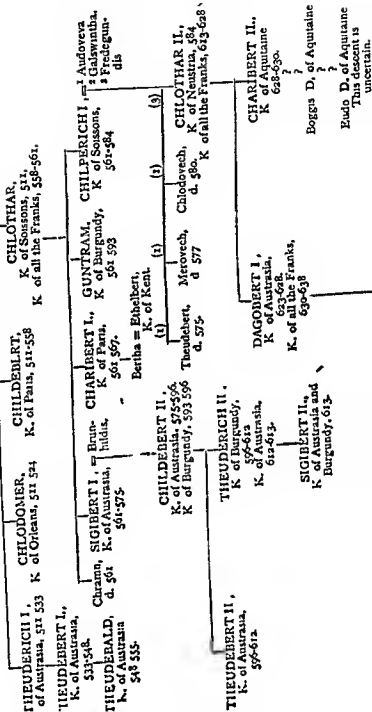 THEUDERICH I,
of Austrasia, 511 533
CHLODOMER,
K of Orleans, 511 524
CHILDEBERT,
K. of Paris, 511-558
CHLOTHAR,
K of Soissons, 511,
K of all the Franks, 558-561.
THEUDEBERT I.,
K. of Austrasia,
533-548.
THEUDEBALD,
K. of Austrasia
548 555.
Chramn,
d. 561
SIGIBERT I,
K. of Austrasia,
561-575.
= Brun-
hildis,
CHARIBERT I.,
K of Paris,
561 567.
GUNTRAM,
K of Burgundy,
561 593
CHILPERICH I,
K of Soissons,
561-584
= 1 Audoveva
2 Galswintha,
3 Fredegun-
dis
Bertha = Ethelbert,
K. of Kent.
(1) (1) (1) (3)
CHILDEBERT II,
K. of Austrasia, 575-596.
K of Burgundy, 593 596
Theudebert,
d. 575.
Merovech,
d 577
Chlodovech,
d. 580.
CHLOTHAR II.,
K of Neustria, 584
K of all the Franks, 613-628
THEUDEBERT II,
K. of Austrasia,
596-612
THEUDERICH II,
K of Burgundy,
596-612
K. of Austrasia,
612-613.
DAGOBERT I,
K of Austrasia,
623-628.
K. of all the Franks,
630-638
CHARIBERT II.,
K of Aquitaine
628-630.
?
?
SIGIBERT II.,
K of Austrasia and
Burgundy, 613.
Boggis D, of Aquitaine
?
?
Eudo D, of Aquitaine
This descent is
uncertain.